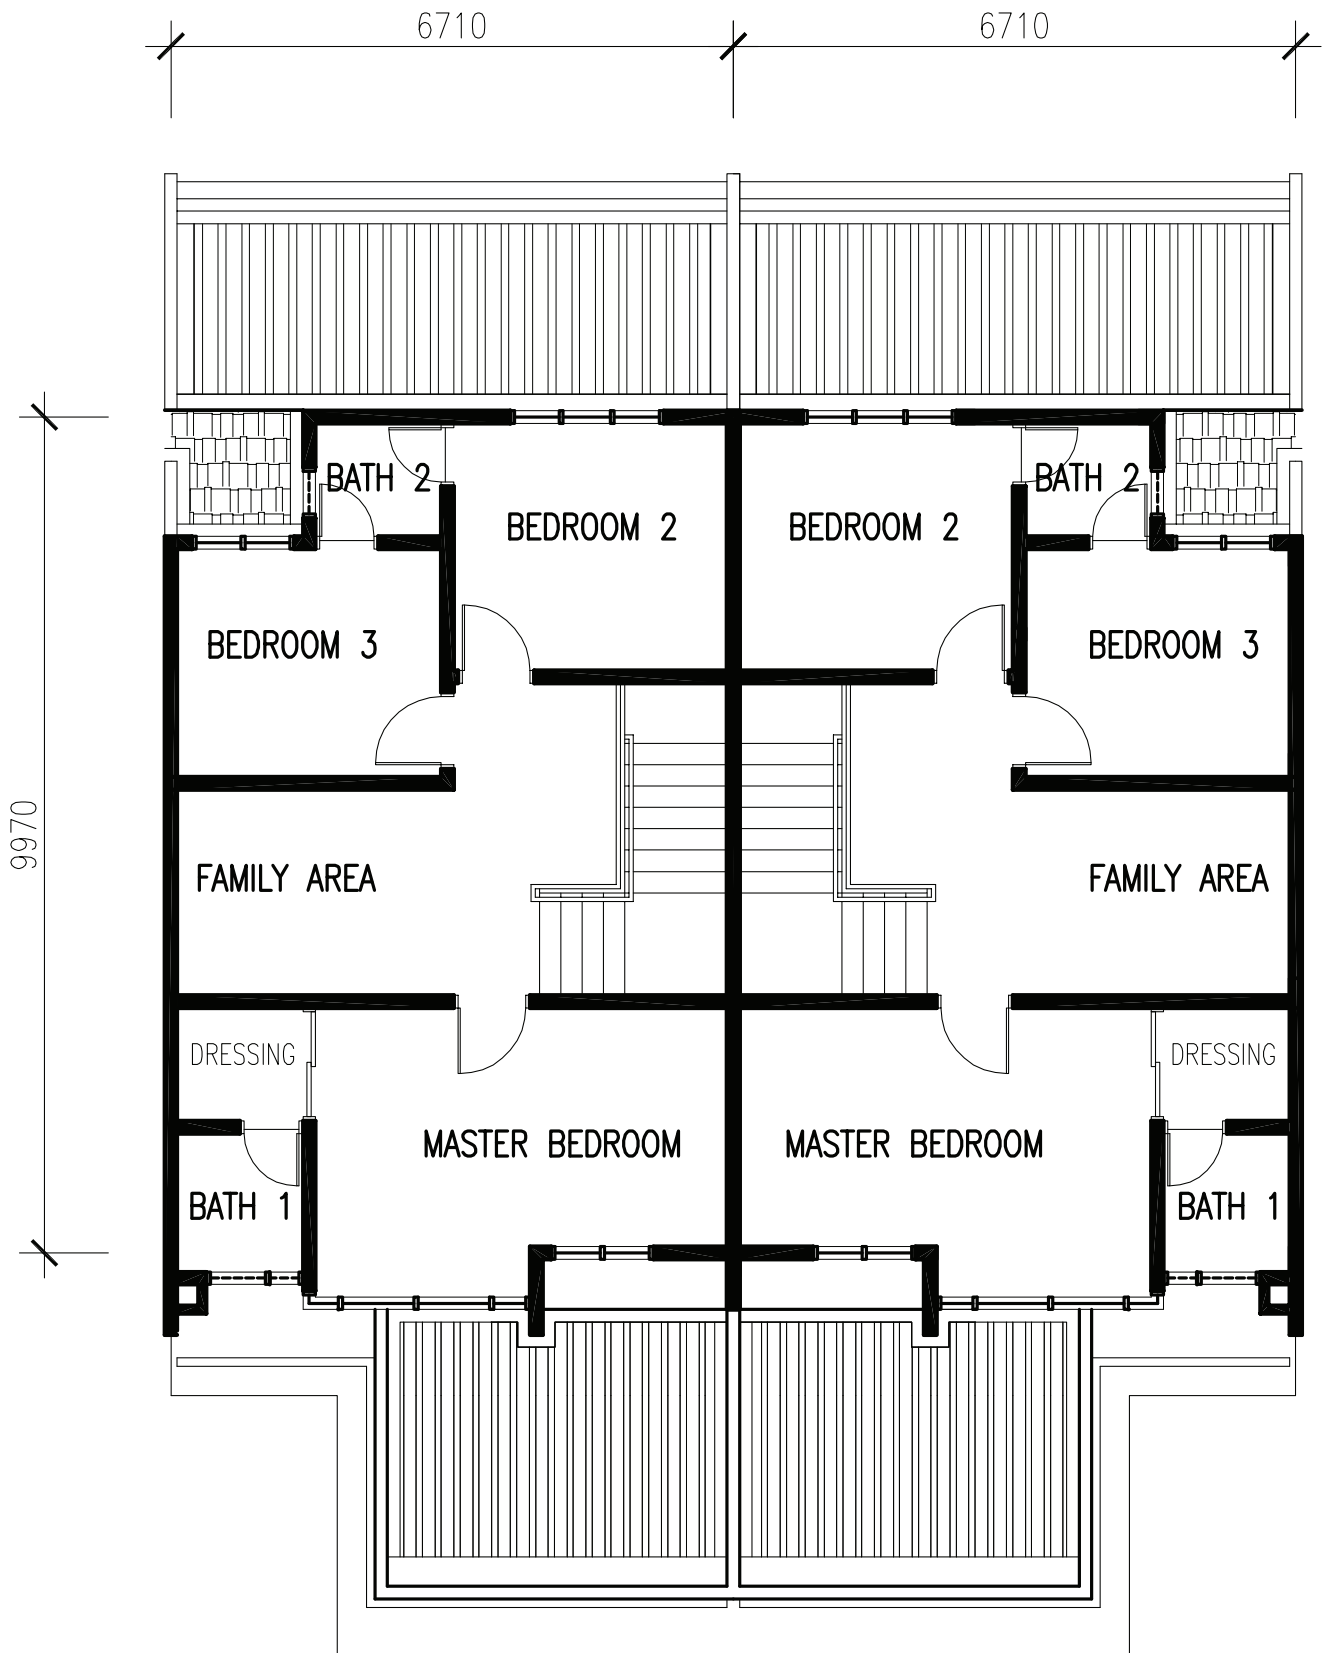 6710
6710
BATH 2
BATH 2
BEDROOM 2
BEDROOM 2
BEDROOM 3
BEDROOM 3
9970
FAMILY AREA
FAMILY AREA
DRESSING
DRESSING
MASTER BEDROOM
MASTER BEDROOM
BATH 1
BATH 1